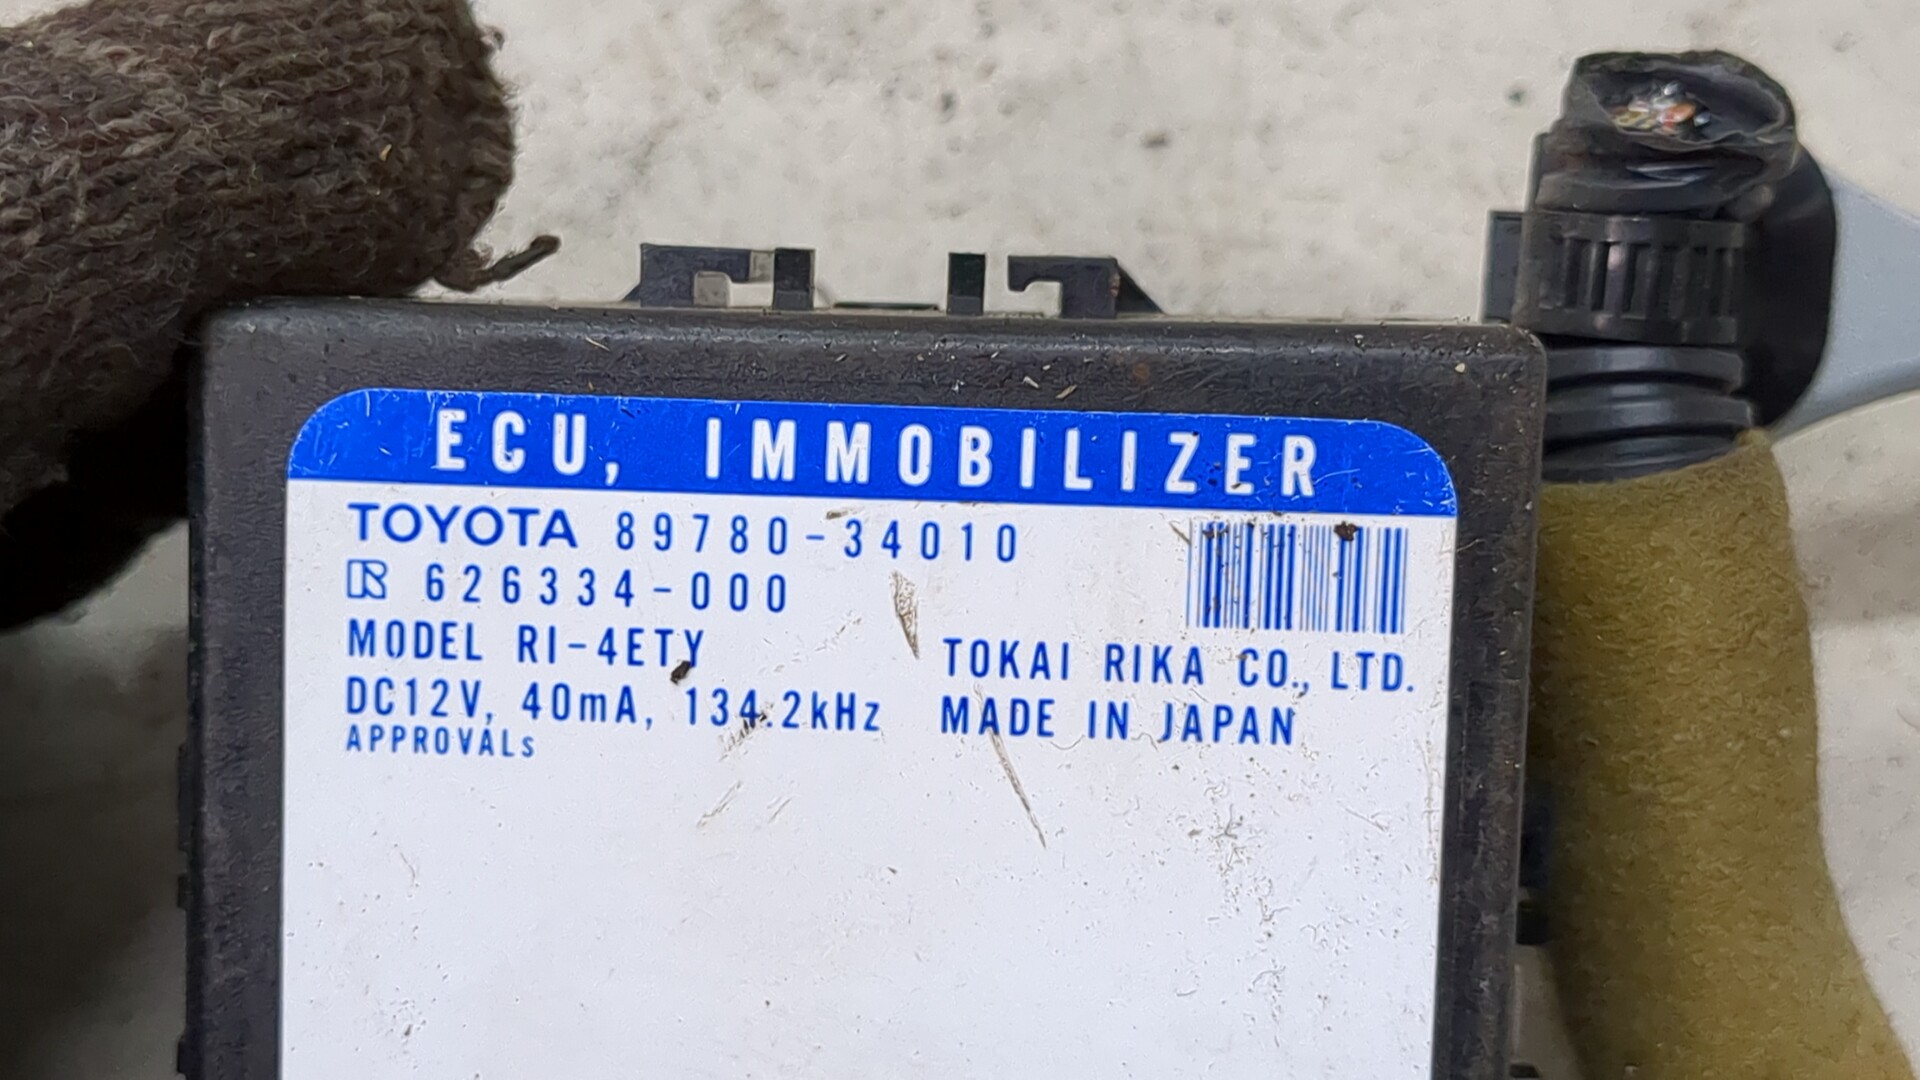 ECU, IMMOBILIZER
TOYOTA 89780-34010
626334-000
MODEL RI-4ETY
DC12V, 40mA, 134.2kHz
APPROVALs
TOKAI RIKA CO., LTD.
MADE IN JAPAN